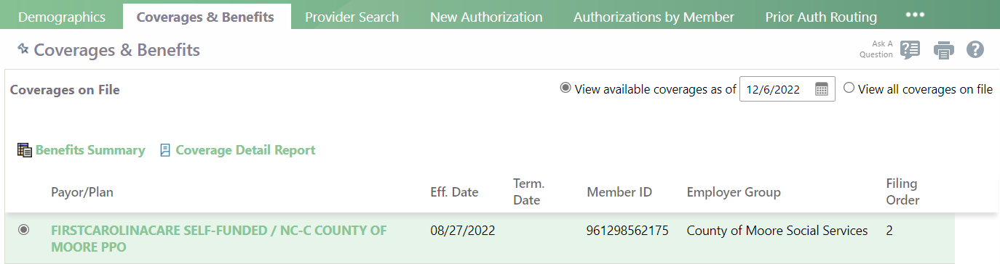 Demographics Coverages & Benefits Provider Search New Authorization Authorizations by Member Prior Auth Routing •••
Coverages & Benefits
Ask A
Question
Coverages on File
View available coverages as of 12/6/2022 View all coverages on file
Benefits Summary Coverage Detail Report
Payor/Plan Eff. Date Term. Date Member ID Employer Group Filing Order
FIRSTCAROLINACARE SELF-FUNDED / NC-C COUNTY OF 08/27/2022 961298562175 County of Moore Social Services 2
MOORE PPO